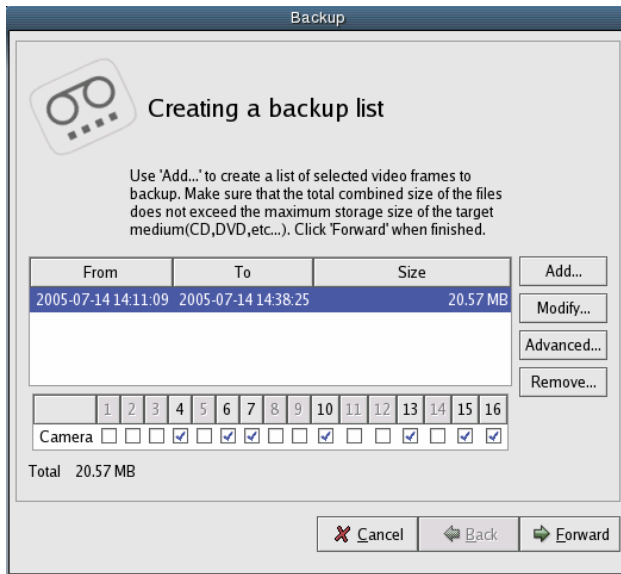 Backup
Creating a backup list
Use 'Add...' to create a list of selected video frames to
backup. Make sure that the total combined size of the files
does not exceed the maximum storage size of the target
medium(CD,DVD,etc...). Click 'Forward' when finished.
From To Size
2005-07-14 14:11:09 2005-07-14 14:38:25 20.57 MB
Add...
Modify...
Advanced...
Remove...
1 2 3 4 5 6 7 8 9 10 11 12 13 14 15 16
Camera
Total 20.57 MB
Cancel Back Forward